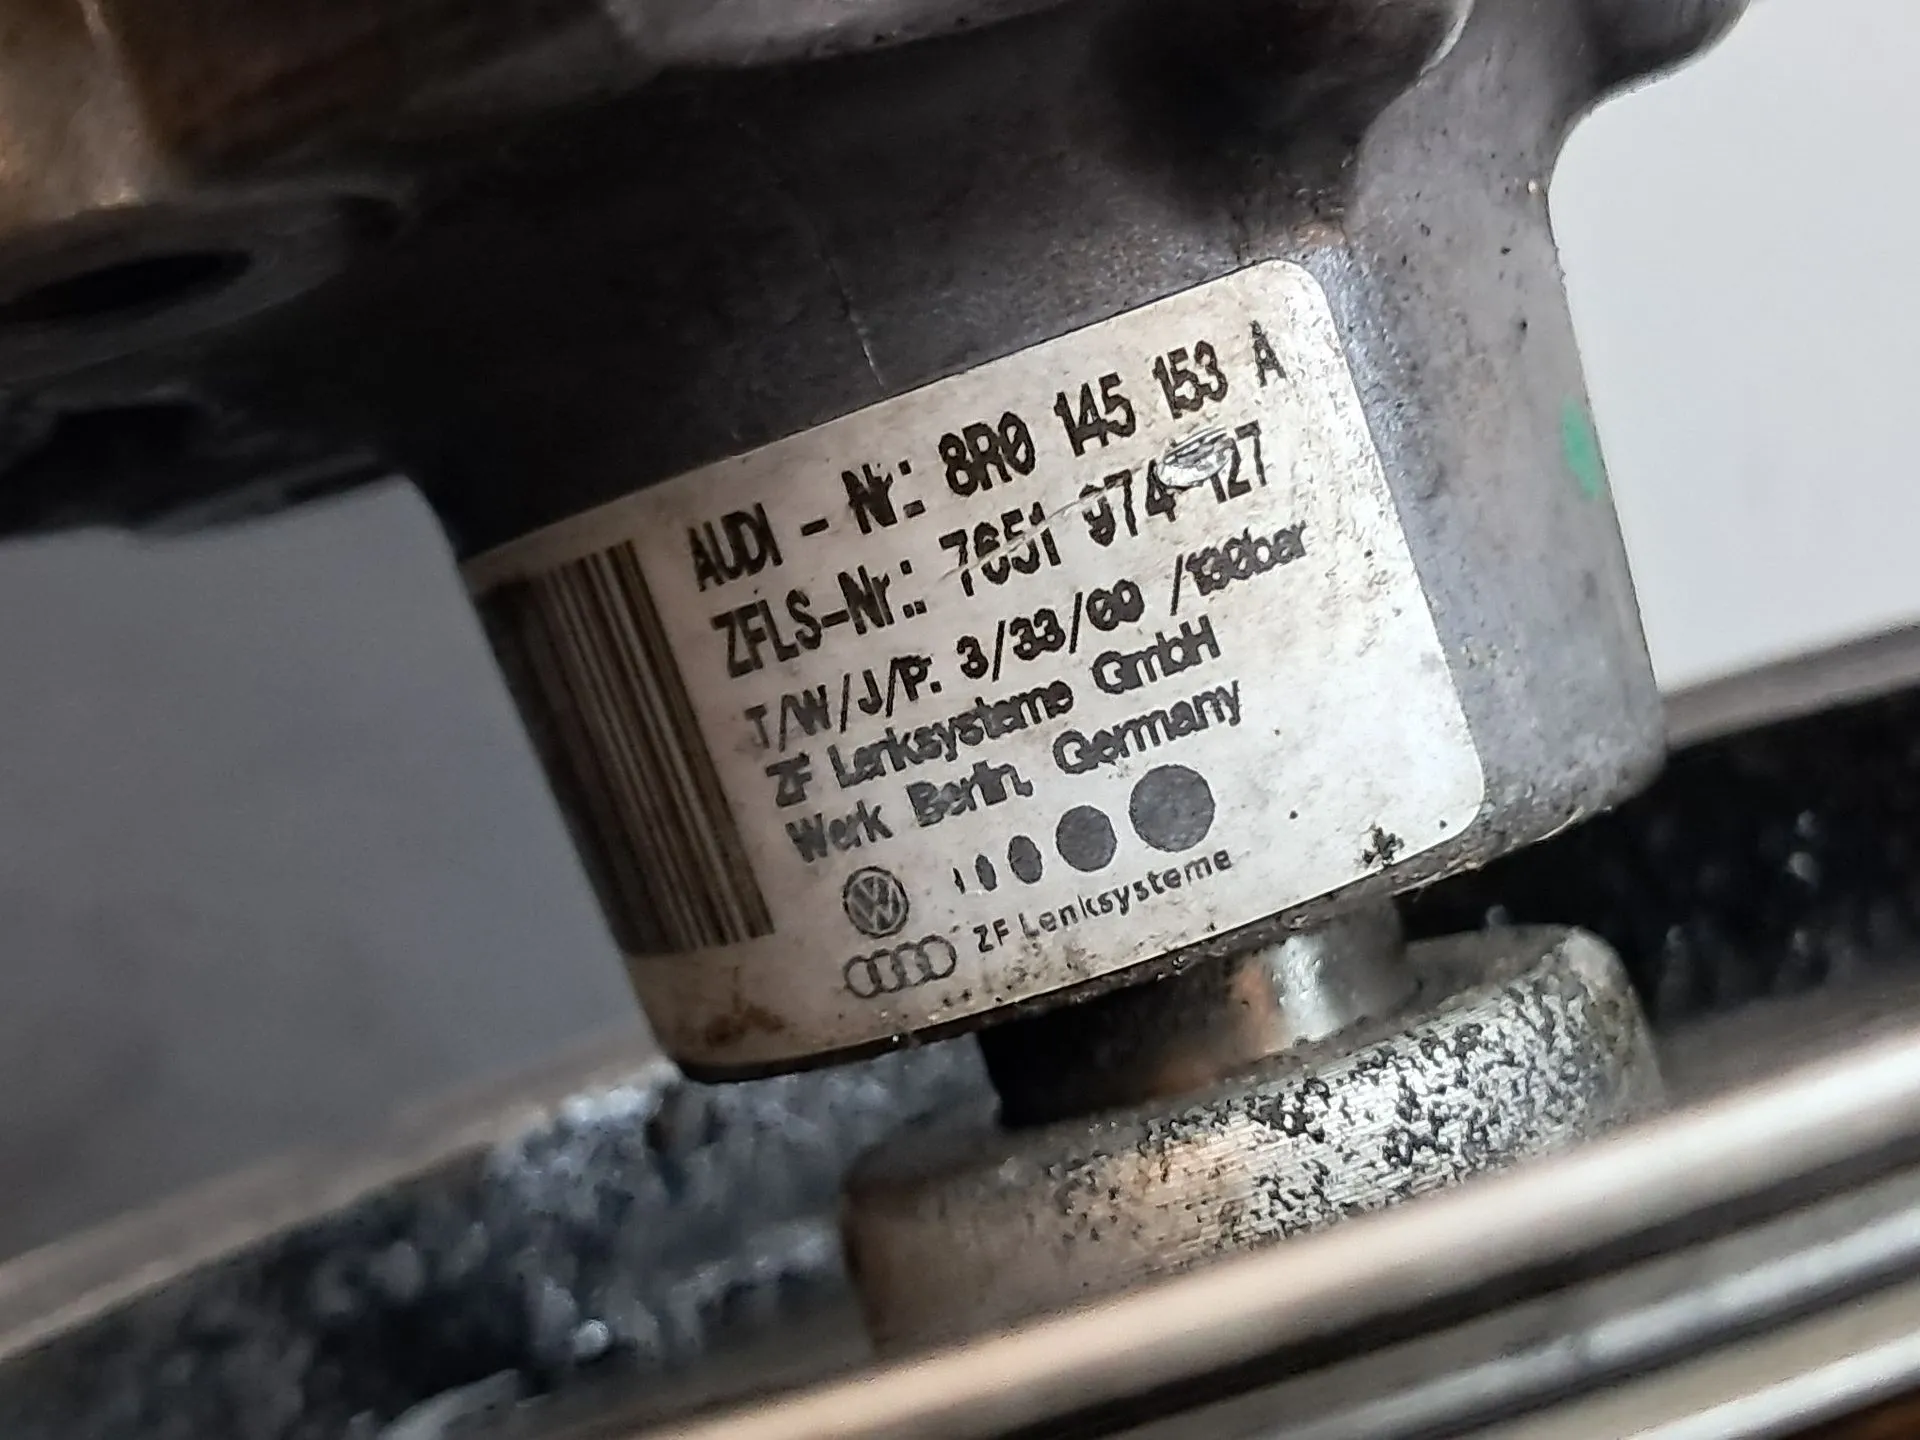 AUDI - Nr.: 8R0 145 153 A
ZFLS-Nr.: 7651 974 127
T/W/J/P: 3/33/09 /130bar
ZF Lenksysteme GmbH
Werk Berlin, Germany
ZF Lenksysteme